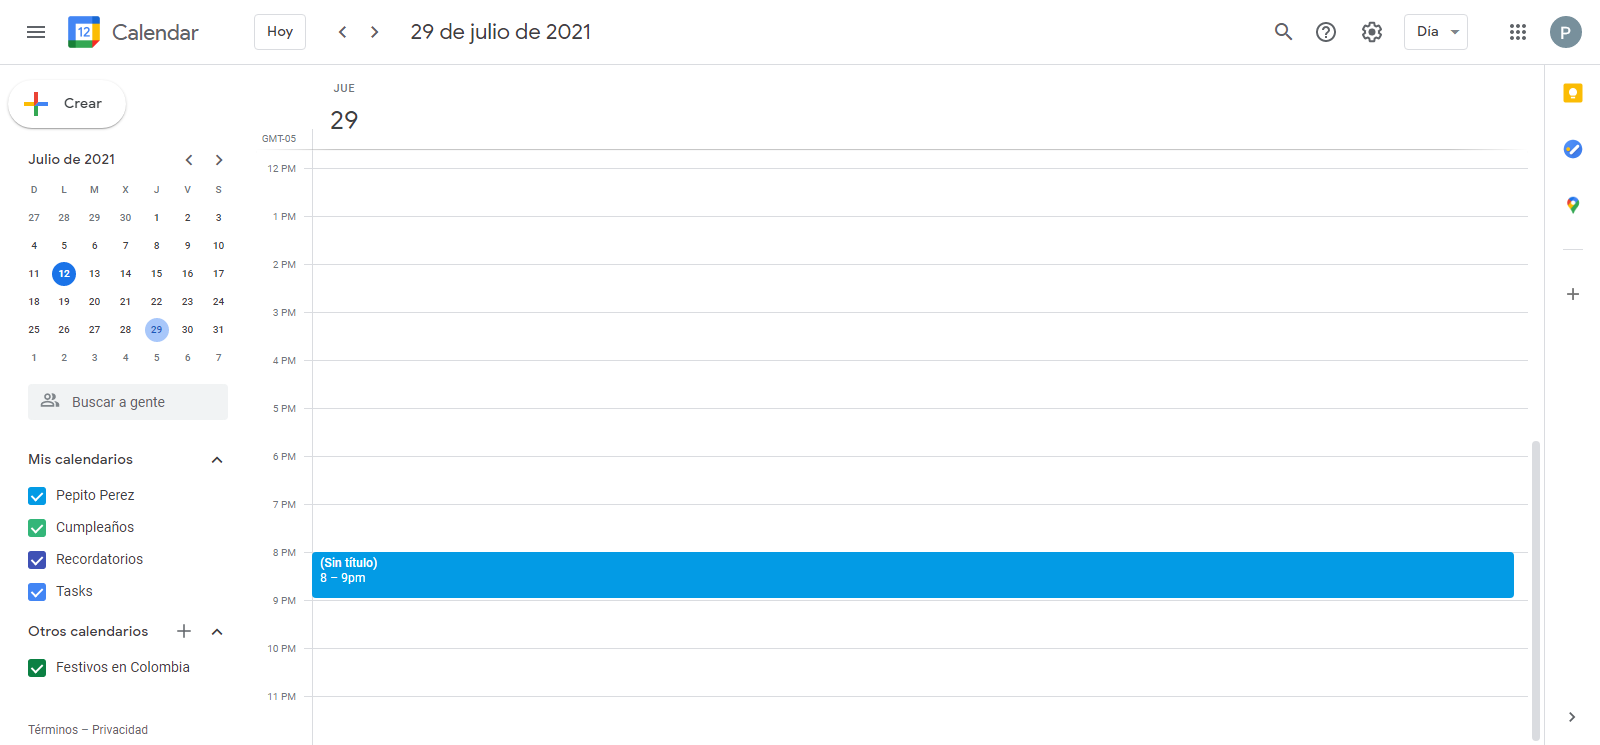 12 Calendar
Hoy
29 de julio de 2021
Día
P
Crear
Julio de 2021
D L M X J V S
27 28 29 30 1 2 3
4 5 6 7 8 9 10
11 12 13 14 15 16 17
18 19 20 21 22 23 24
25 26 27 28 29 30 31
1 2 3 4 5 6 7
Buscar a gente
Mis calendarios
Pepito Perez
Cumpleaños
Recordatorios
Tasks
Otros calendarios
Festivos en Colombia
Términos – Privacidad
JUE
29
GMT-05
12 PM
1 PM
2 PM
3 PM
4 PM
5 PM
6 PM
7 PM
8 PM
(Sin título)
8 – 9pm
9 PM
10 PM
11 PM